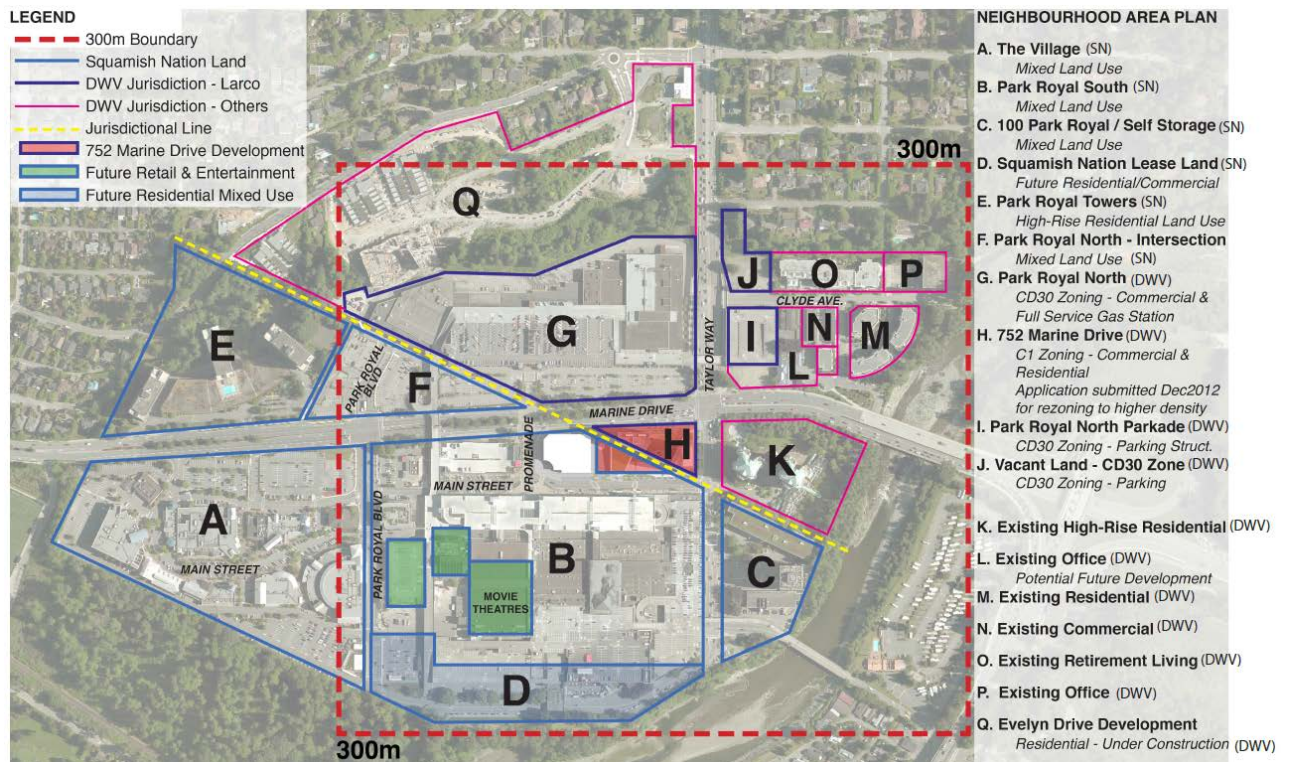 LEGEND
300m Boundary
Squamish Nation Land
DWV Jurisdiction - Larco
DWV Jurisdiction - Others
Jurisdictional Line
752 Marine Drive Development
Future Retail & Entertainment
Future Residential Mixed Use
300m
Q
J
O
P
CLYDE AVE.
G
I
N
M
L
TAYLOR WAY
E
PARK ROYAL
BLVD
F
MARINE DRIVE
PROMENADE
H
K
MAIN STREET
A
MAIN STREET
PARK ROYAL BLVD
B
MOVIE
THEATRES
C
D
300m
NEIGHBOURHOOD AREA PLAN
A. The Village (SN)
Mixed Land Use
B. Park Royal South (SN)
Mixed Land Use
C. 100 Park Royal / Self Storage (SN)
Mixed Land Use
D. Squamish Nation Lease Land (SN)
Future Residential/Commercial
E. Park Royal Towers (SN)
High-Rise Residential Land Use
F. Park Royal North - Intersection
Mixed Land Use (SN)
G. Park Royal North (DWV)
CD30 Zoning - Commercial &
Full Service Gas Station
H. 752 Marine Drive (DWV)
C1 Zoning - Commercial &
Residential
Application submitted Dec2012
for rezoning to higher density
I. Park Royal North Parkade (DWV)
CD30 Zoning - Parking Struct.
J. Vacant Land - CD30 Zone (DWV)
CD30 Zoning - Parking
K. Existing High-Rise Residential (DWV)
L. Existing Office (DWV)
Potential Future Development
M. Existing Residential (DWV)
N. Existing Commercial (DWV)
O. Existing Retirement Living (DWV)
P. Existing Office (DWV)
Q. Evelyn Drive Development
Residential - Under Construction (DWV)